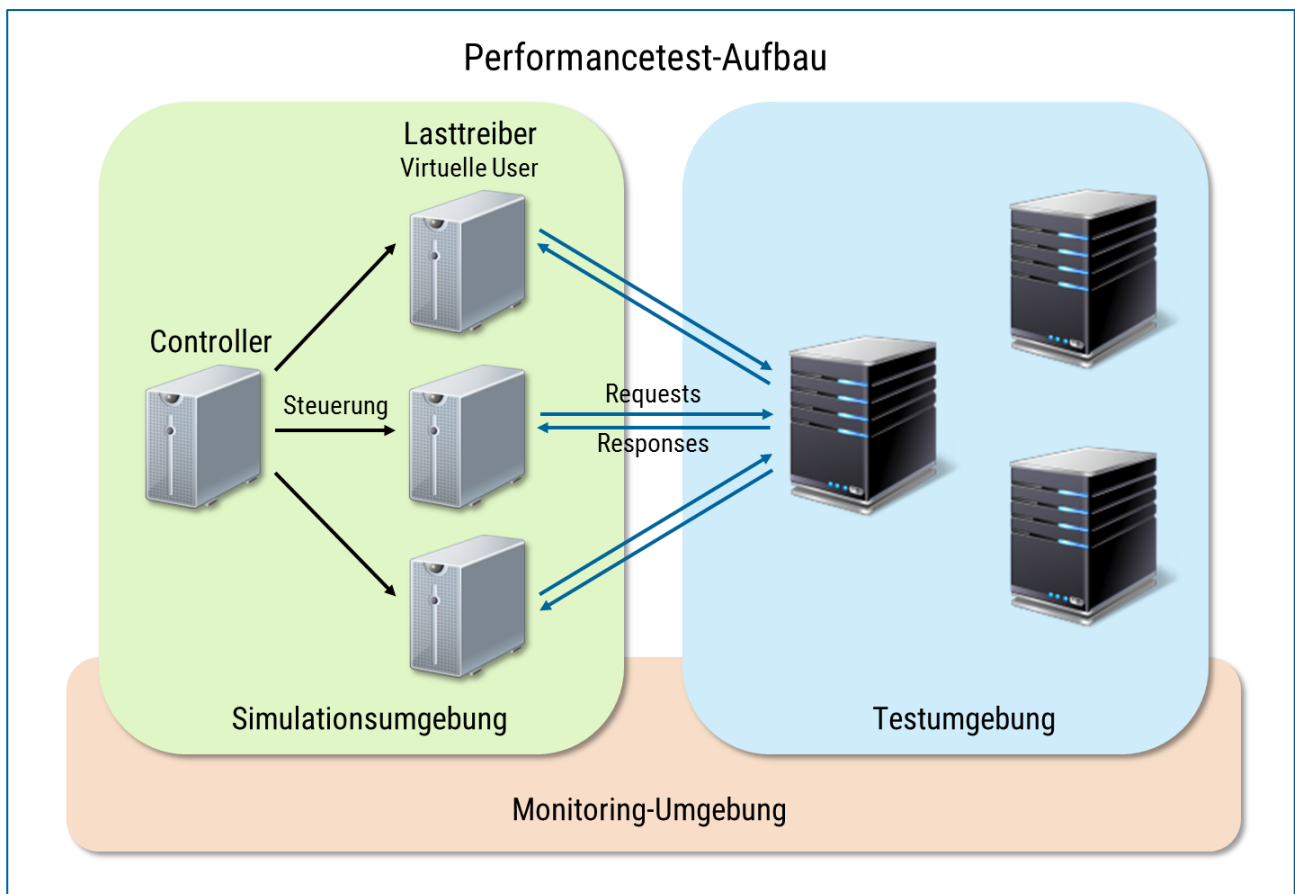 Performancetest-Aufbau
Lasttreiber
Virtuelle User
Controller
Steuerung
Requests
Responses
Simulationsumgebung
Testumgebung
Monitoring-Umgebung